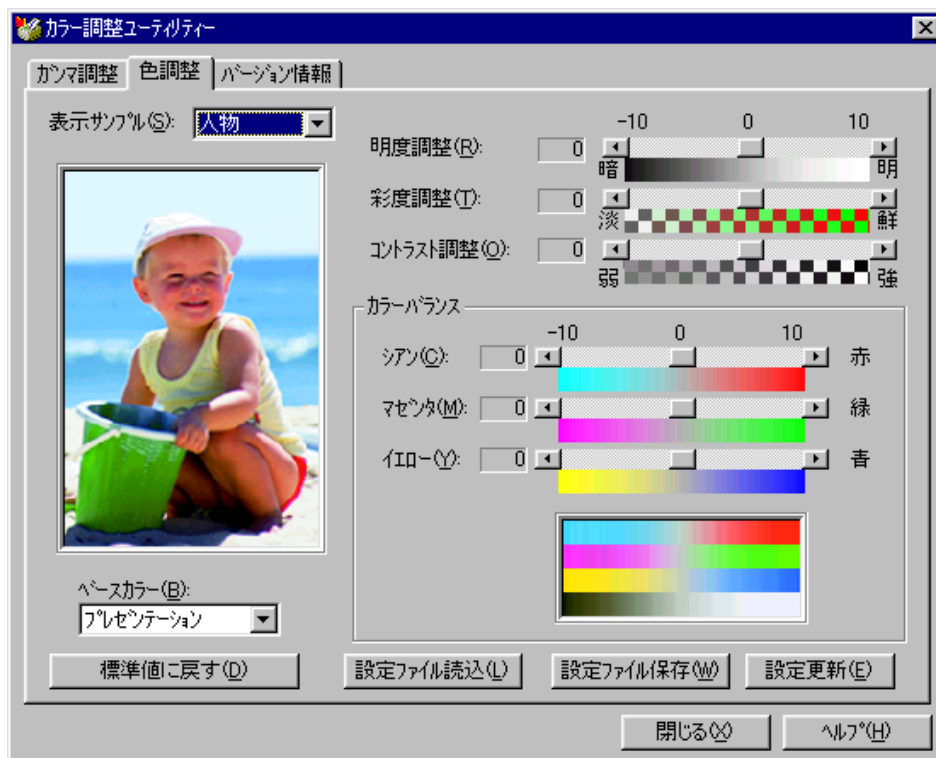 カラー調整ユーティリティー
ガンマ調整 色調整 バージョン情報
表示サンプル(S): 人物
-10 0 10
明度調整(R): 0
暗 明
彩度調整(T): 0
淡 鮮
コントラスト調整(O): 0
弱 強
カラーバランス
-10 0 10
シアン(C): 0 赤
マゼンタ(M): 0 緑
イエロー(Y): 0 青
ベースカラー(B):
プレゼンテーション
標準値に戻す(D) 設定ファイル読込(L) 設定ファイル保存(W) 設定更新(E)
閉じる(X) ヘルプ(H)